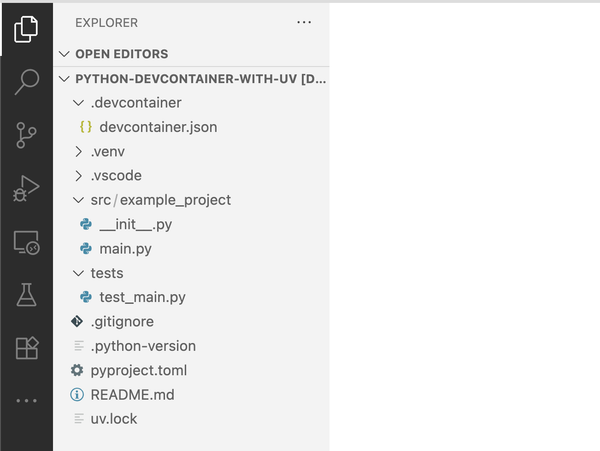 EXPLORER ...
OPEN EDITORS
PYTHON-DEVCONTAINER-WITH-UV [D...
.devcontainer
{} devcontainer.json
.venv
.vscode
src/example_project
__init__.py
main.py
tests
test_main.py
.gitignore
.python-version
pyproject.toml
README.md
uv.lock